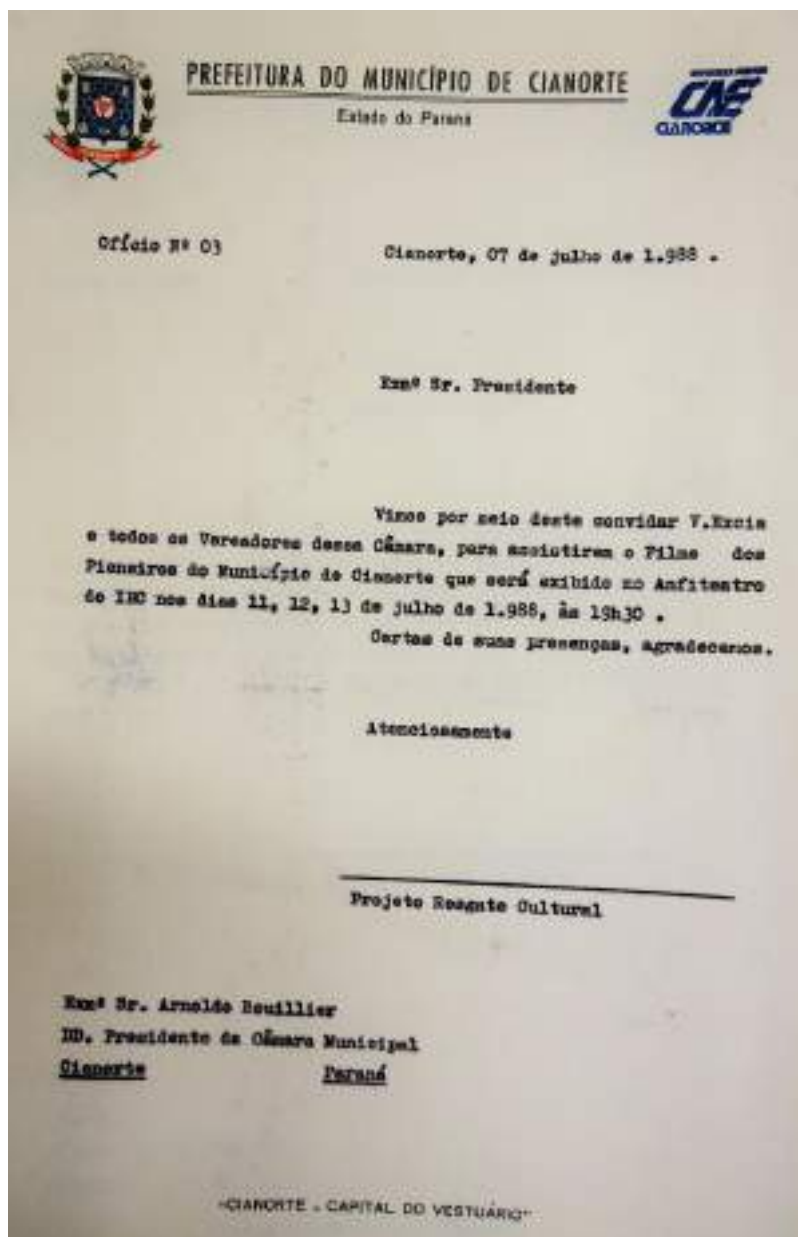 PREFEITURA DO MUNICÍPIO DE CIANORTE
Estado do Paraná
CIANORTE
Ofício Nº 03
Cianorte, 07 de julho de 1.988 .
Exmº Sr. Presidente
Vimos por meio deste convidar V.Excia
e todos os Vereadores dessa Câmara, para assistirem o Filme dos
Pioneiros do Município de Cianorte que será exibido no Anfiteatro
do IBC nos dias 11, 12, 13 de julho de 1.988, às 19h30 .
Certos de suas presenças, agradecemos.
Atenciosamente
Projeto Resgate Cultural
Exmº Sr. Arnoldo Bouillier
DD. Presidente da Câmara Municipal
Cianorte Paraná
"CIANORTE - CAPITAL DO VESTUÁRIO"